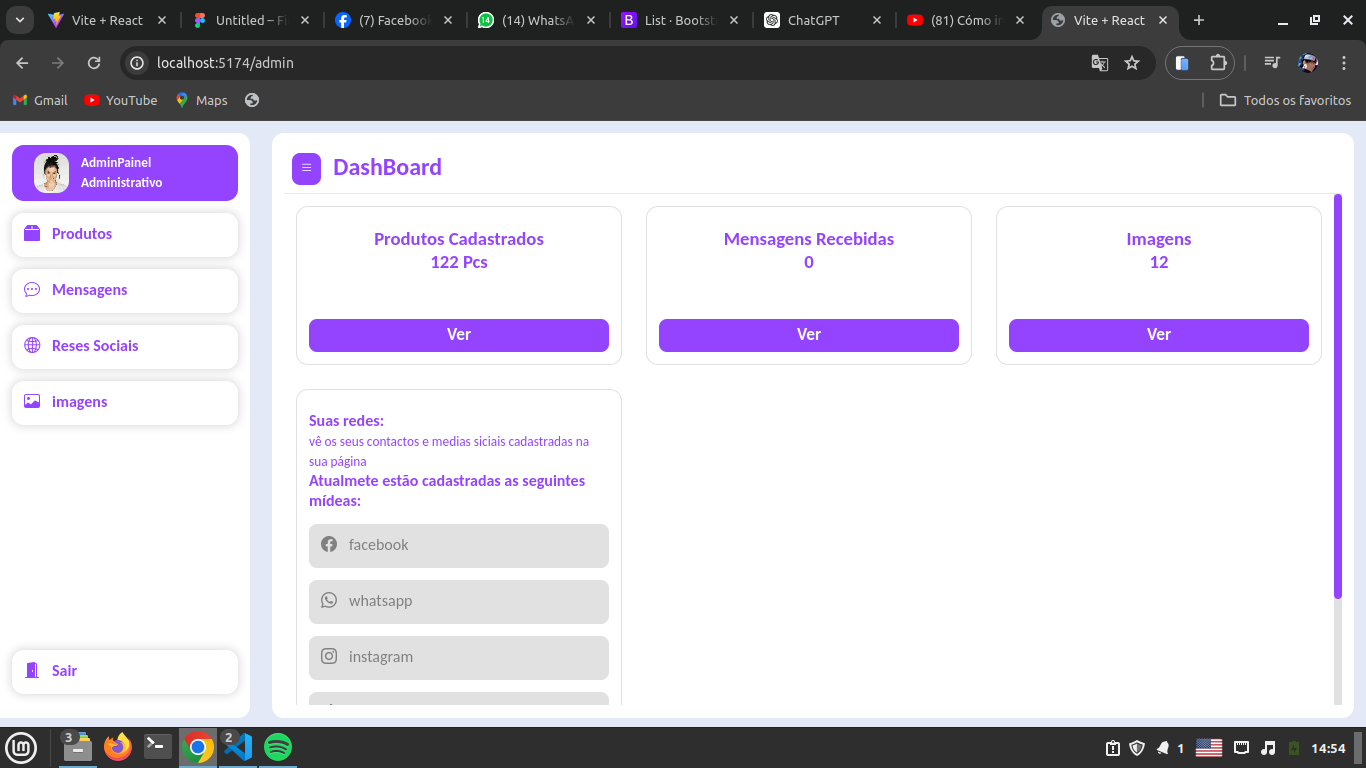 Vite + React
Untitled – Fi
(7) Facebook
(14) WhatsA
List · Bootst
ChatGPT
(81) Cómo in
Vite + React
localhost:5174/admin
Gmail
YouTube
Maps
Todos os favoritos
AdminPainel
Administrativo
Produtos
Mensagens
Reses Sociais
imagens
Sair
DashBoard
Produtos Cadastrados
122 Pcs
Ver
Mensagens Recebidas
0
Ver
Imagens
12
Ver
Suas redes:
vê os seus contactos e medias siciais cadastradas na
sua página
Atualmete estão cadastradas as seguintes
mídeas:
facebook
whatsapp
instagram
3
2
1
14:54